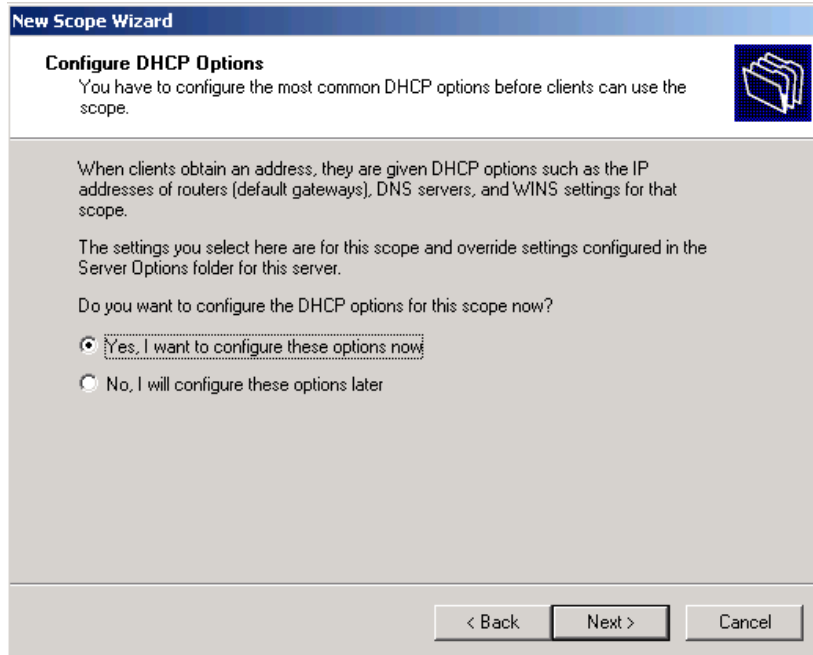 New Scope Wizard
Configure DHCP Options
You have to configure the most common DHCP options before clients can use the
scope.
When clients obtain an address, they are given DHCP options such as the IP
addresses of routers (default gateways), DNS servers, and WINS settings for that
scope.
The settings you select here are for this scope and override settings configured in the
Server Options folder for this server.
Do you want to configure the DHCP options for this scope now?
Yes, I want to configure these options now
No, I will configure these options later
< Back
Next >
Cancel